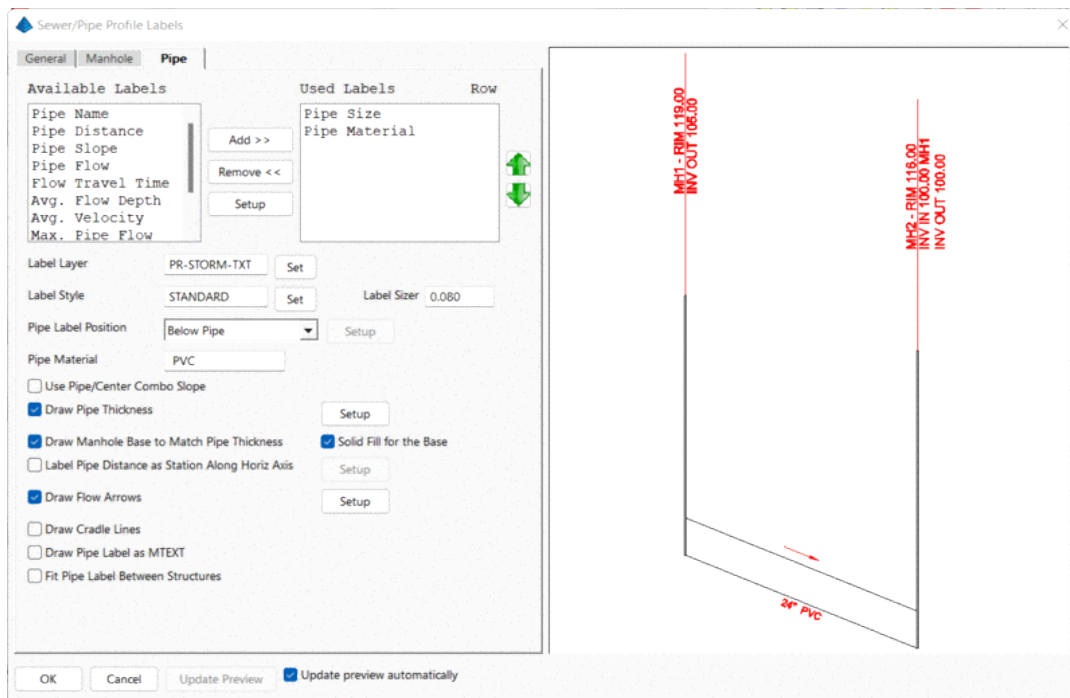 Sewer/Pipe Profile Labels
General Manhole Pipe
Available Labels Used Labels Row
Pipe Name
Pipe Distance
Pipe Slope
Pipe Flow
Flow Travel Time
Avg. Flow Depth
Avg. Velocity
Max. Pipe Flow
Add >>
Remove <<
Setup
Pipe Size
Pipe Material
Label Layer PR-STORM-TXT Set
Label Style STANDARD Set Label Sizer 0.080
Pipe Label Position Below Pipe Setup
Pipe Material PVC
Use Pipe/Center Combo Slope
Draw Pipe Thickness Setup
Draw Manhole Base to Match Pipe Thickness Solid Fill for the Base
Label Pipe Distance as Station Along Horiz Axis Setup
Draw Flow Arrows Setup
Draw Cradle Lines
Draw Pipe Label as MTEXT
Fit Pipe Label Between Structures
OK Cancel Update Preview Update preview automatically
MH1 - RIM 119.00
INV OUT 105.00
MH2 - RIM 116.00
INV IN 100.00 MH1
INV OUT 100.00
24" PVC